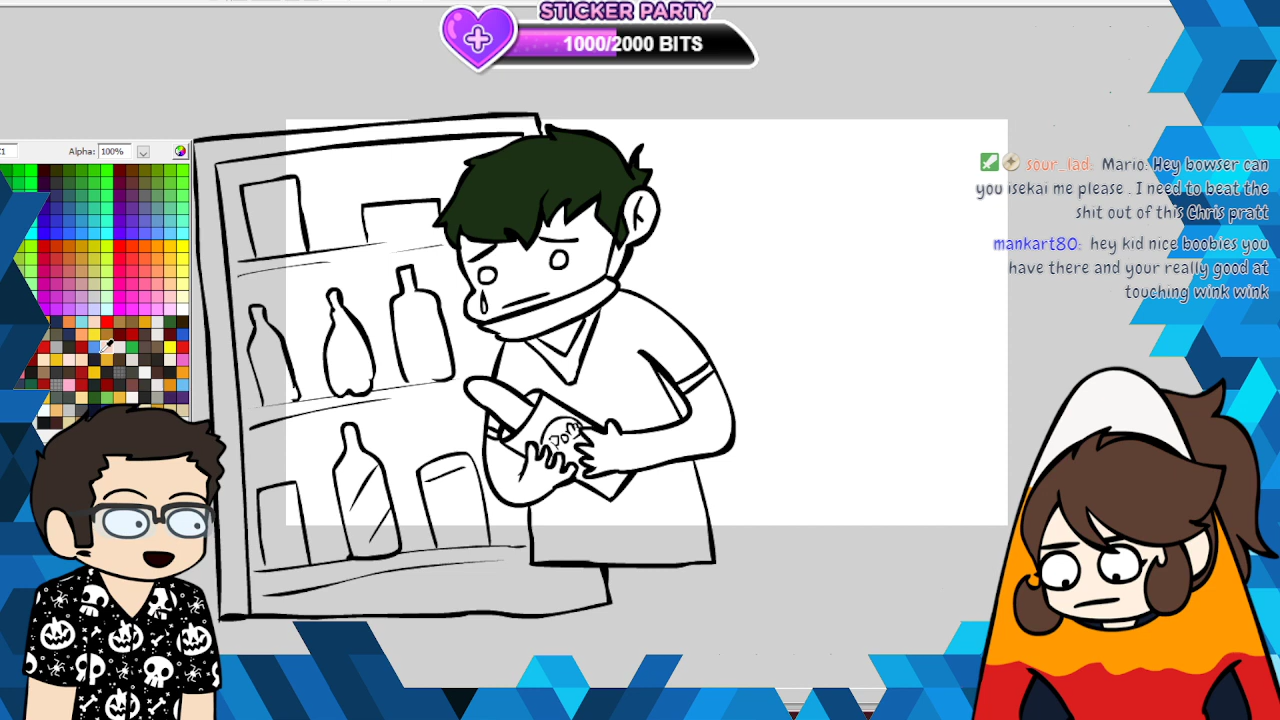 STICKER PARTY
1000/2000 BITS
Alpha: 100%
sour_lad: Mario: Hey bowser can
you isekai me please . I need to beat the
shit out of this Chris pratt
mankart80: hey kid nice boobies you
have there and your really good at
touching wink wink